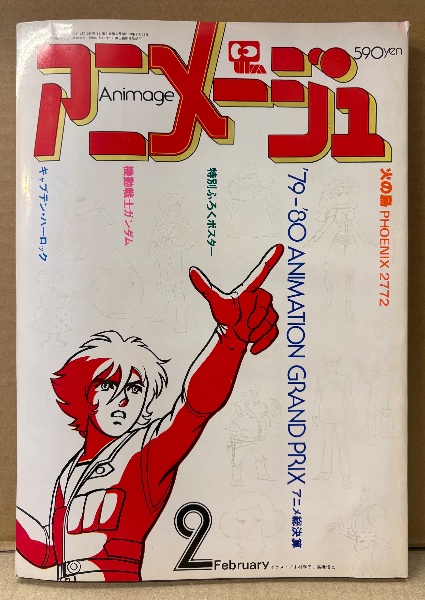 アニメージュ
Animage
590yen
火の鳥 PHOENIX 2772
'79-'80 ANIMATION GRAND PRIX アニメ総決算
特別ふろくポスター
機動戦士ガンダム
キャプテン・ハーロック
2
February